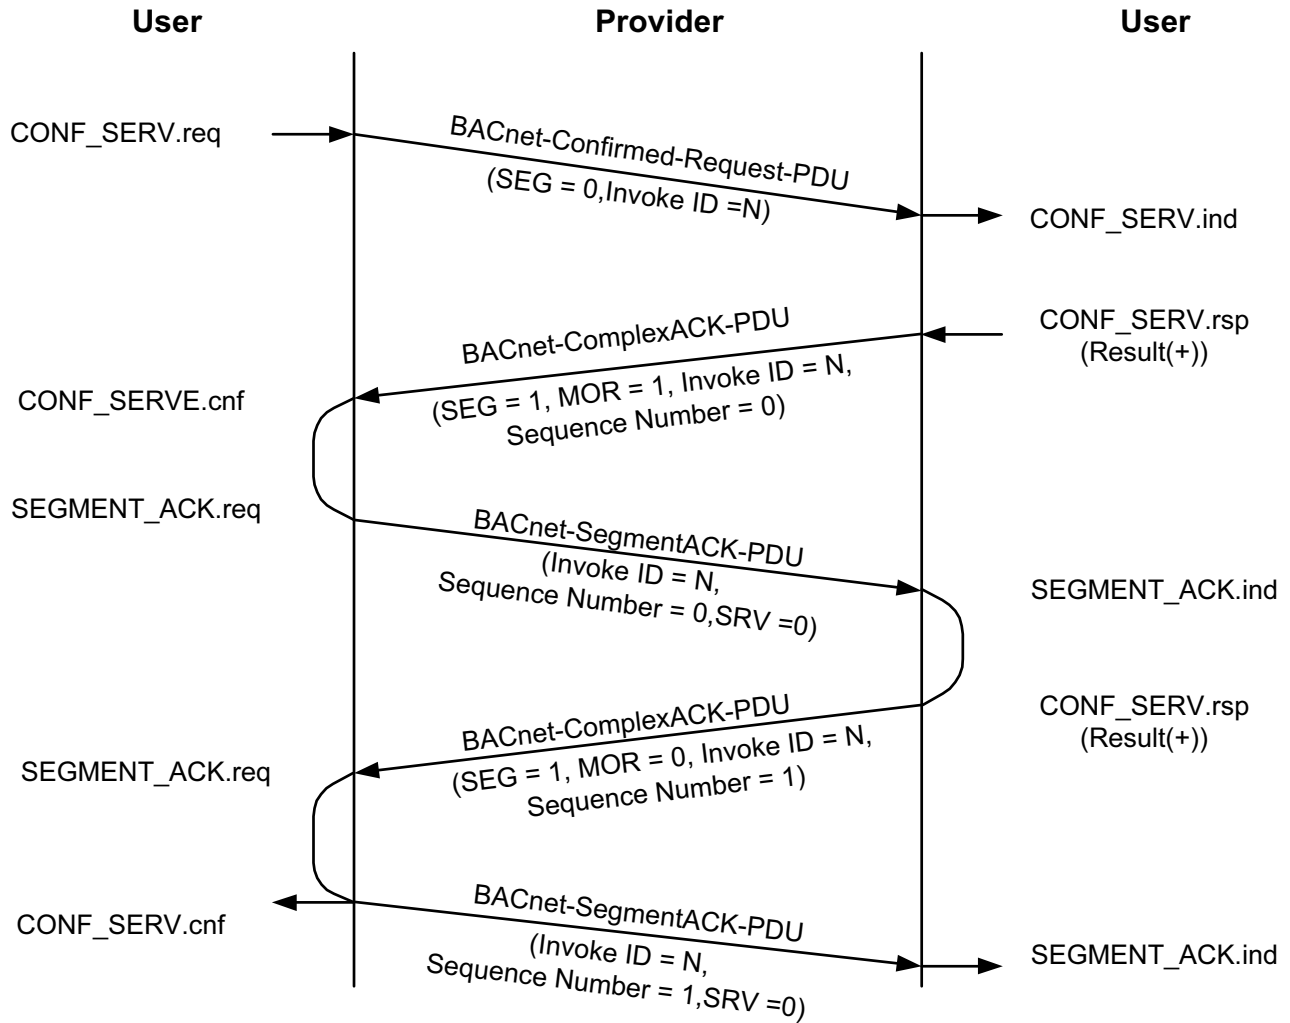 User
Provider
User
CONF_SERV.req
BACnet-Confirmed-Request-PDU
(SEG = 0,Invoke ID =N)
CONF_SERV.ind
CONF_SERV.rsp
(Result(+))
BACnet-ComplexACK-PDU
(SEG = 1, MOR = 1, Invoke ID = N,
Sequence Number = 0)
CONF_SERVE.cnf
SEGMENT_ACK.req
BACnet-SegmentACK-PDU
(Invoke ID = N,
Sequence Number = 0,SRV =0)
SEGMENT_ACK.ind
CONF_SERV.rsp
(Result(+))
BACnet-ComplexACK-PDU
(SEG = 1, MOR = 0, Invoke ID = N,
Sequence Number = 1)
SEGMENT_ACK.req
CONF_SERV.cnf
BACnet-SegmentACK-PDU
(Invoke ID = N,
Sequence Number = 1,SRV =0)
SEGMENT_ACK.ind